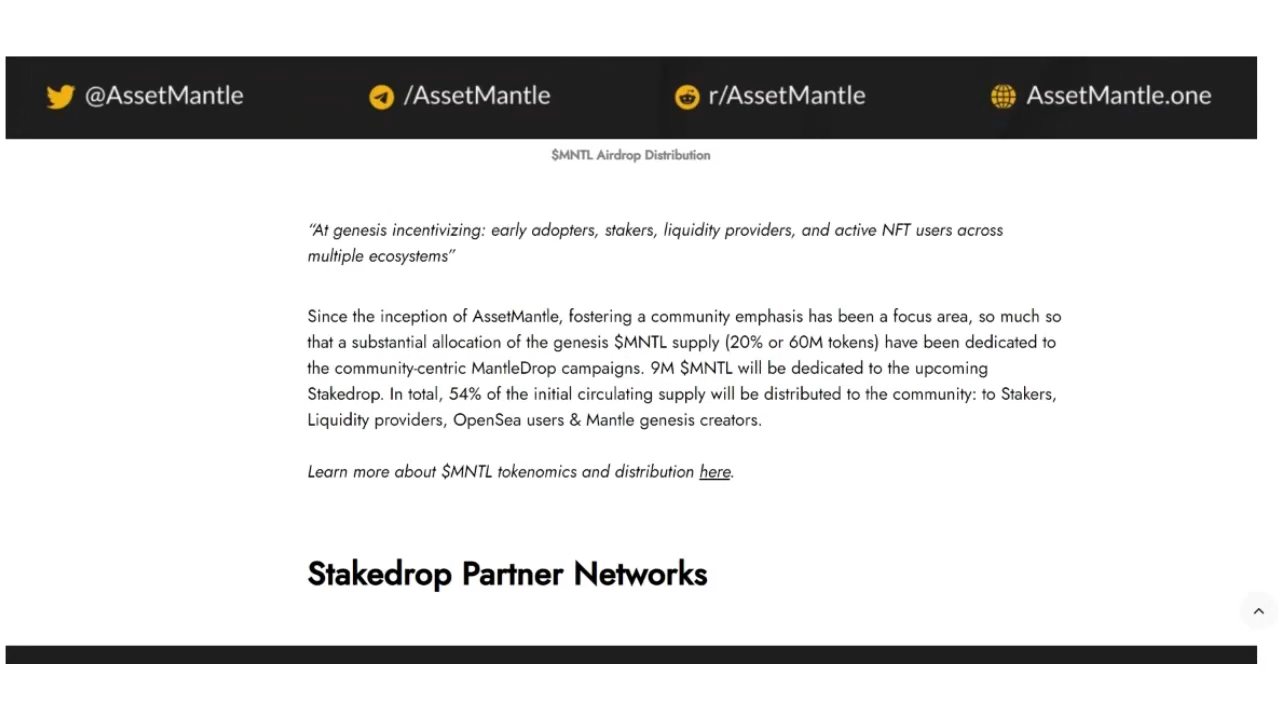 @AssetMantle
/AssetMantle
r/AssetMantle
AssetMantle.one
$MNTL Airdrop Distribution
“At genesis incentivizing: early adopters, stakers, liquidity providers, and active NFT users across
multiple ecosystems”
Since the inception of AssetMantle, fostering a community emphasis has been a focus area, so much so
that a substantial allocation of the genesis $MNTL supply (20% or 60M tokens) have been dedicated to
the community-centric MantleDrop campaigns. 9M $MNTL will be dedicated to the upcoming
Stakedrop. In total, 54% of the initial circulating supply will be distributed to the community: to Stakers,
Liquidity providers, OpenSea users & Mantle genesis creators.
Learn more about $MNTL tokenomics and distribution here.
Stakedrop Partner Networks